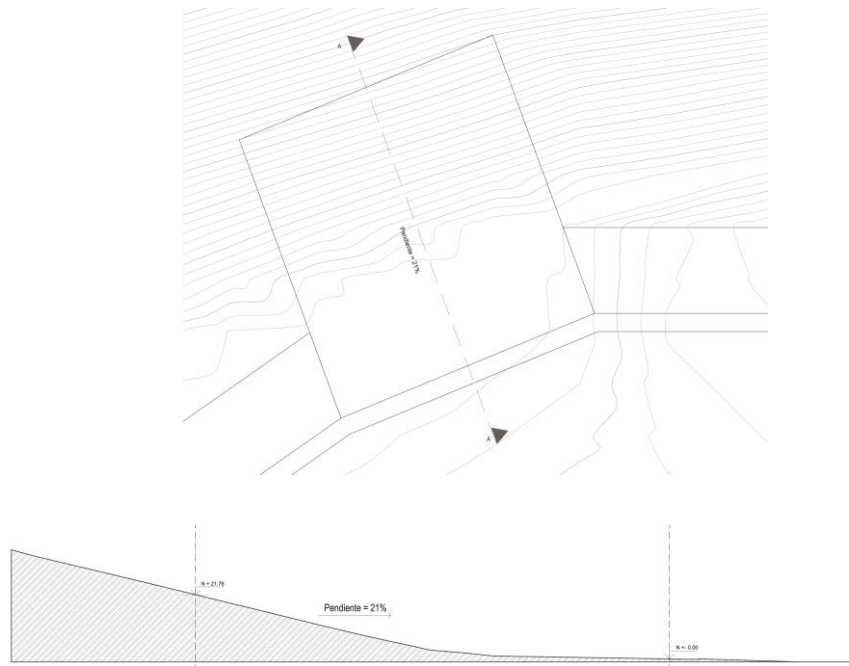 A
Pendiente = 21%
A'
N + 21,76
Pendiente = 21%
N +- 0,00